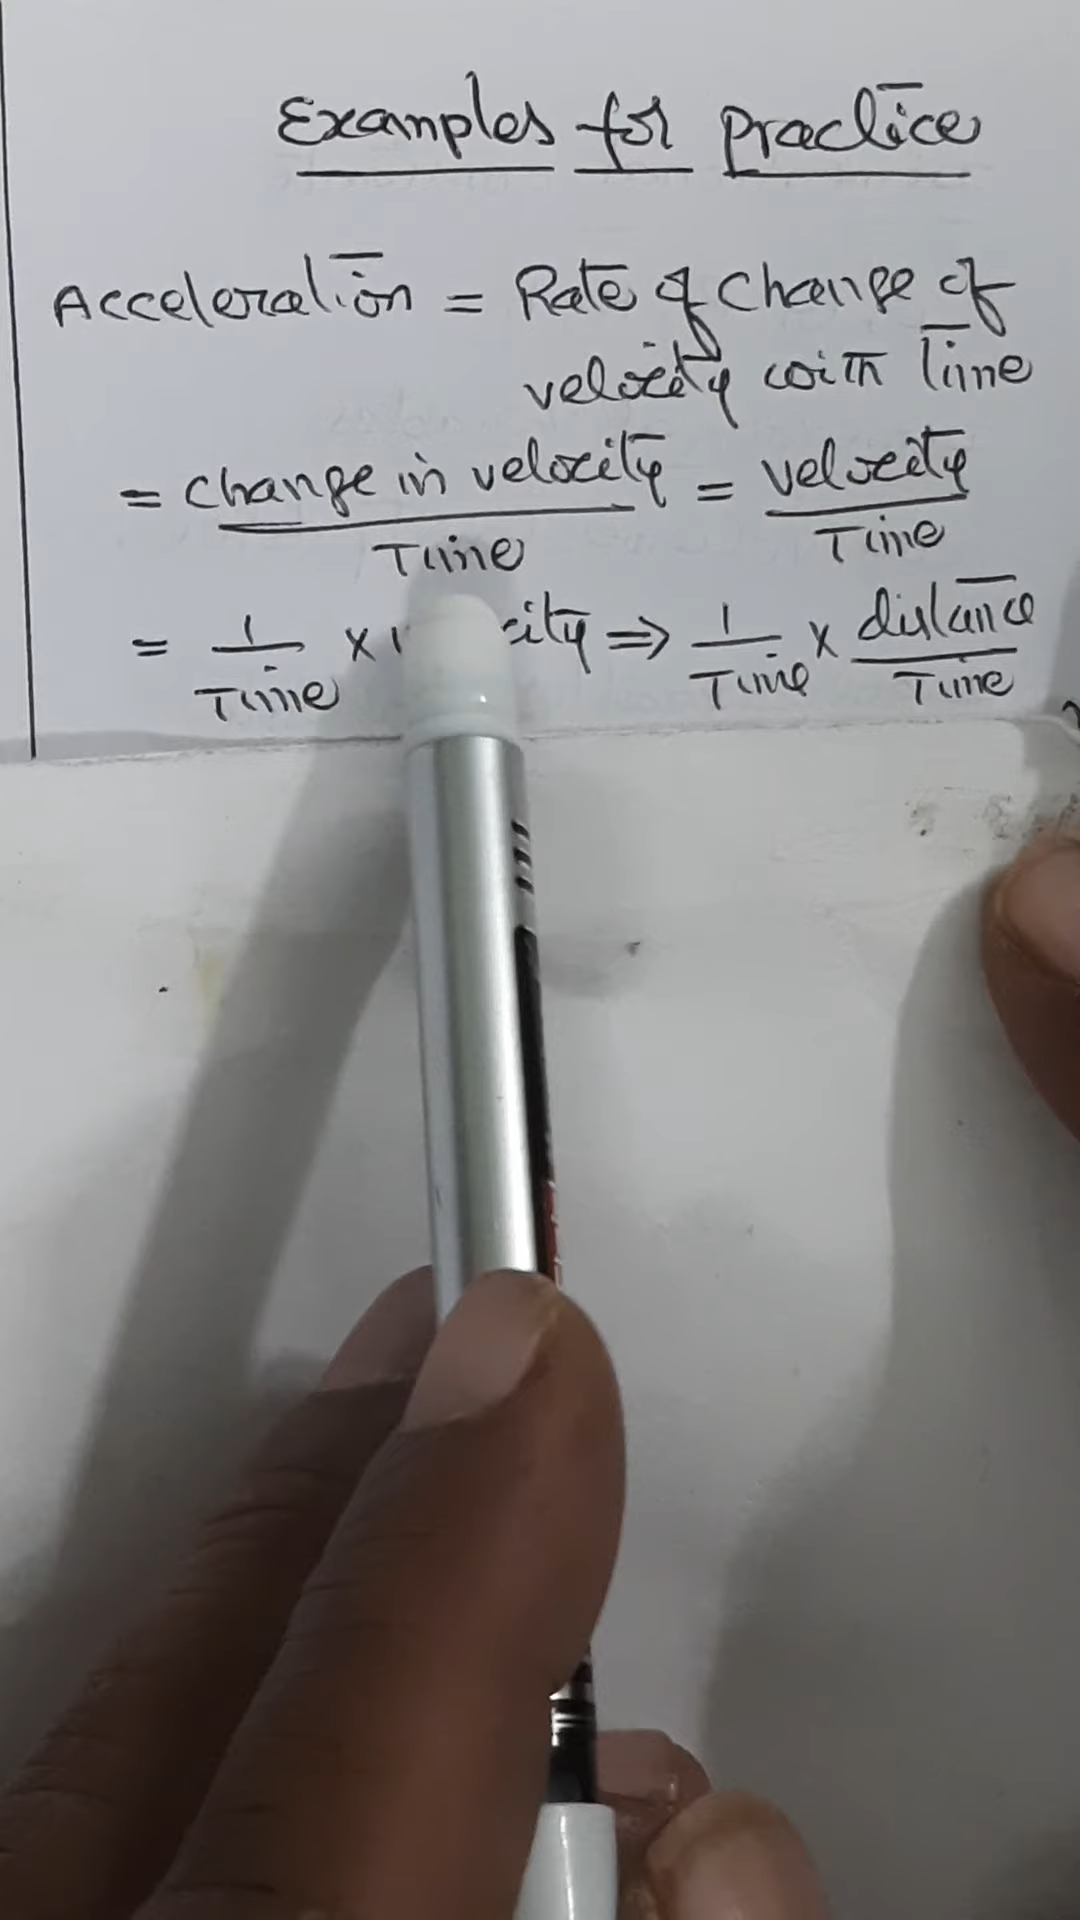 Examples for practice
Acceleration = Rate of change of
velocity with time
= change in velocity / Time = velocity / Time
= 1 / Time × ⇒ 1 / Time × distance / Time